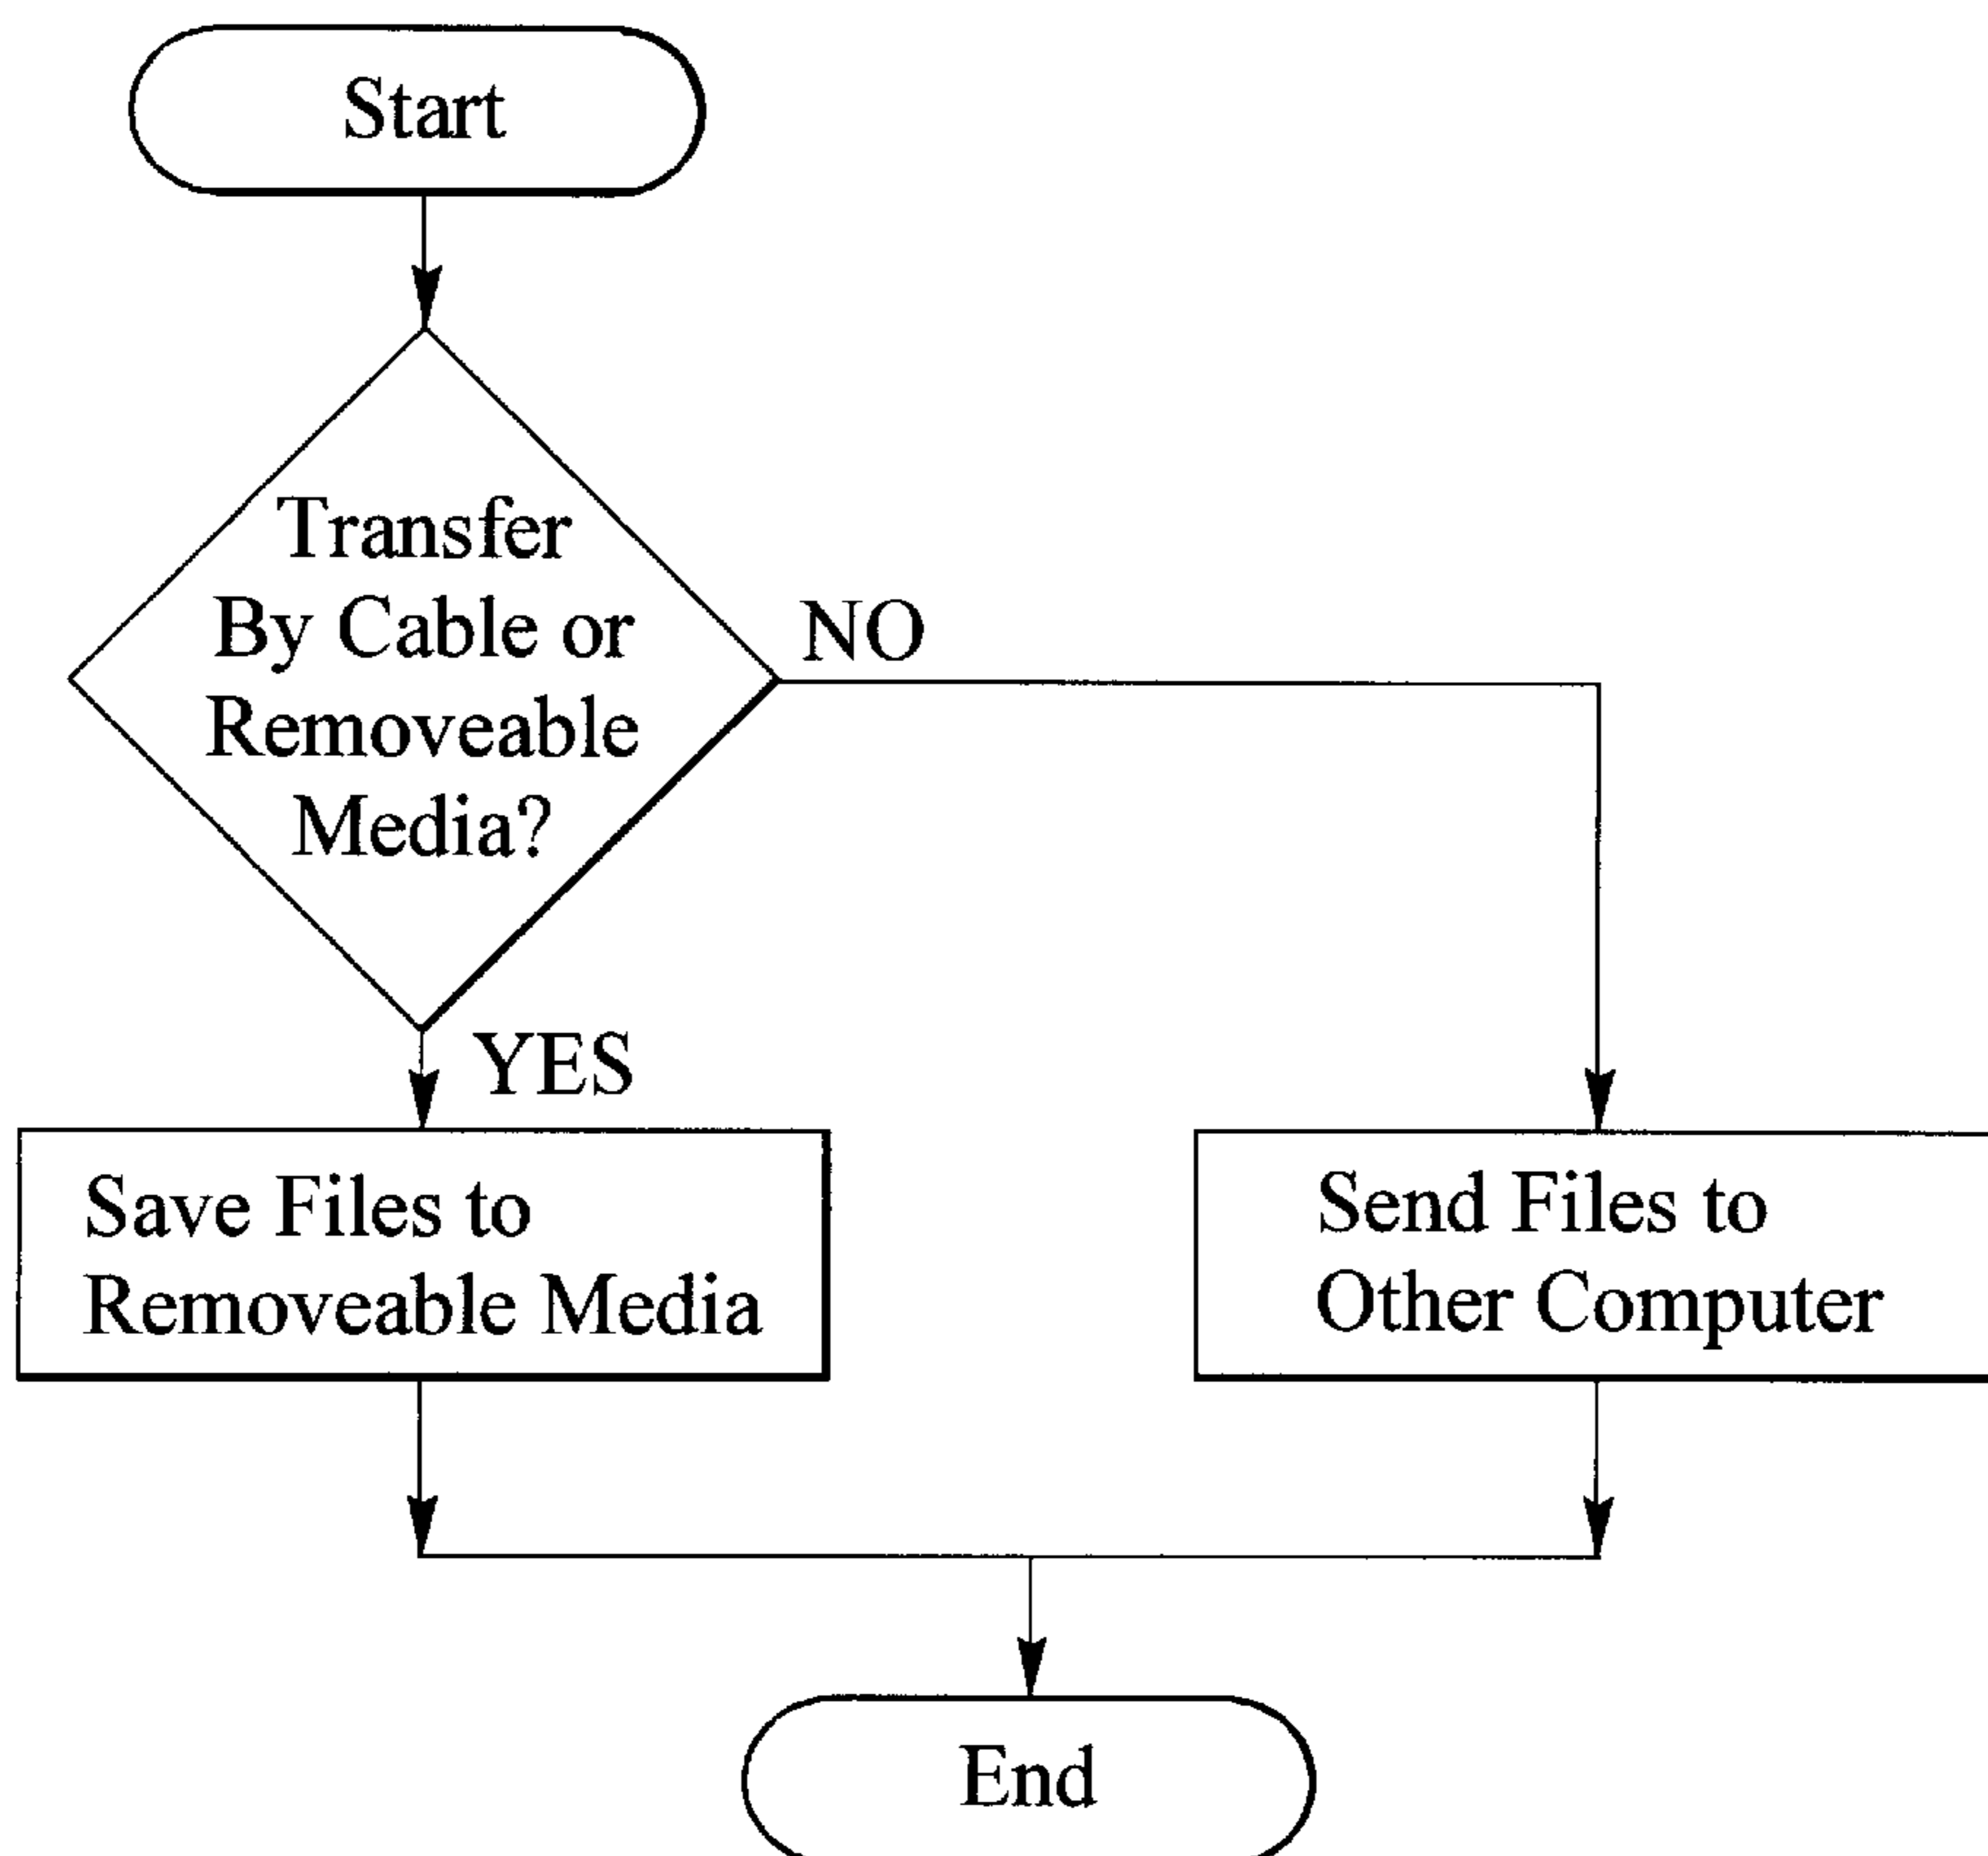 Start
Transfer
By Cable or
Removeable
Media?
NO
YES
Save Files to
Removeable Media
Send Files to
Other Computer
End